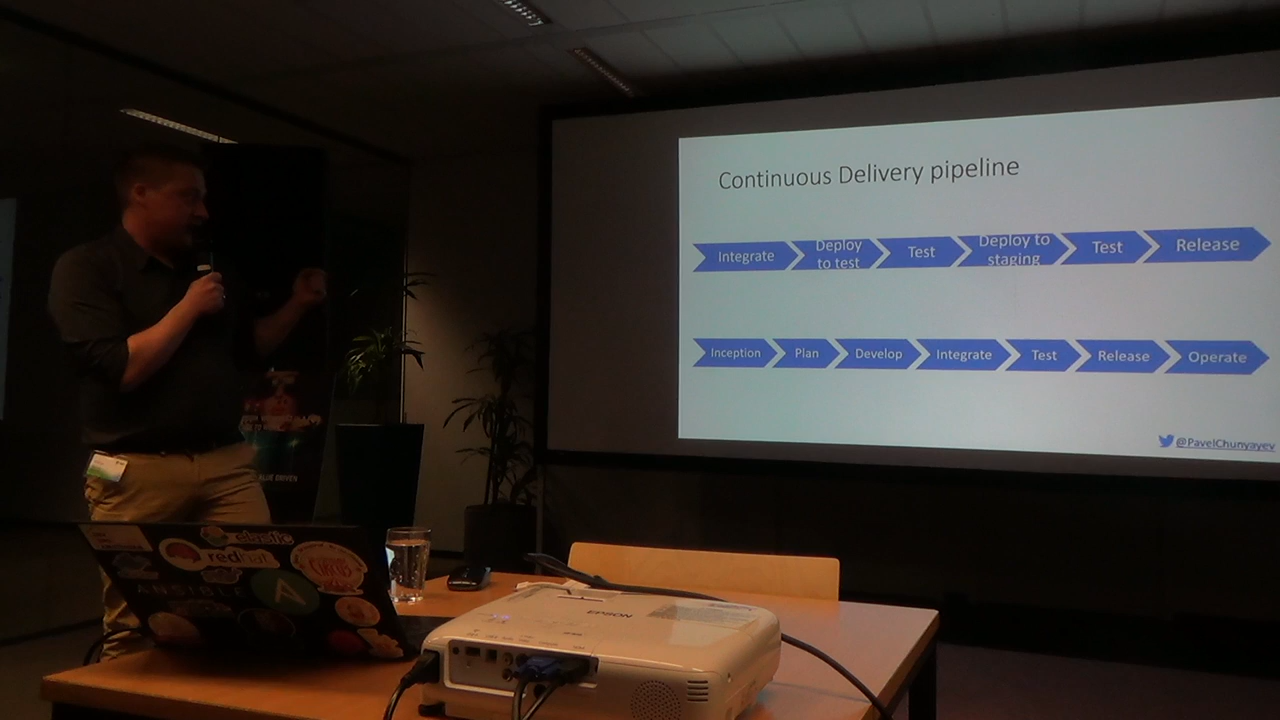 Continuous Delivery pipeline
Integrate
Deploy
to test
Test
Deploy to
staging
Test
Release
Inception
Plan
Develop
Integrate
Test
Release
Operate
@PavelChunyayev
elastic
redhat
ANSIBLE
EPSON